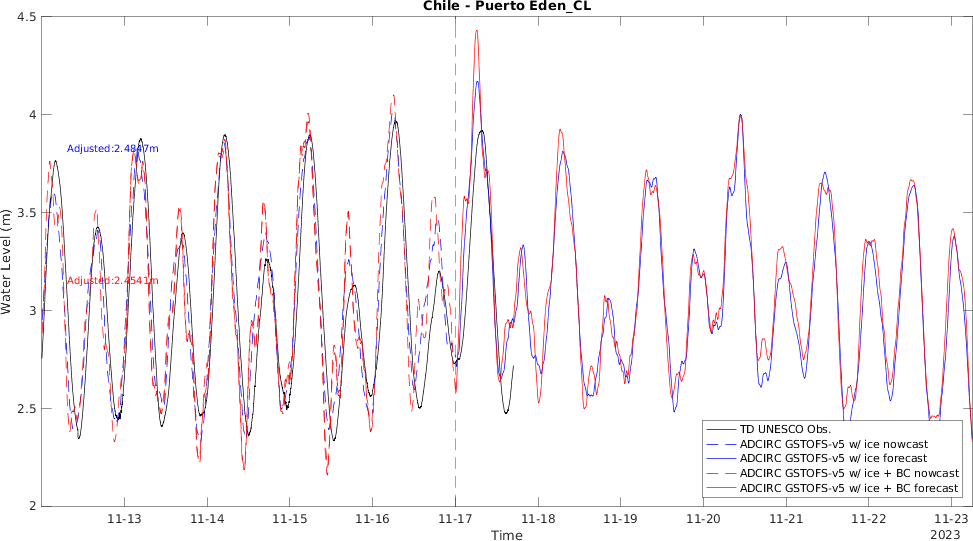 Chile - Puerto Eden_CL
4.5
4
3.5
3
2.5
2
Water Level (m)
Adjusted:2.4847m
Adjusted:2.4541m
TD UNESCO Obs.
ADCIRC GSTOFS-v5 w/ ice nowcast
ADCIRC GSTOFS-v5 w/ ice forecast
ADCIRC GSTOFS-v5 w/ ice + BC nowcast
ADCIRC GSTOFS-v5 w/ ice + BC forecast
11-13 11-14 11-15 11-16 11-17 11-18 11-19 11-20 11-21 11-22 11-23
Time
2023